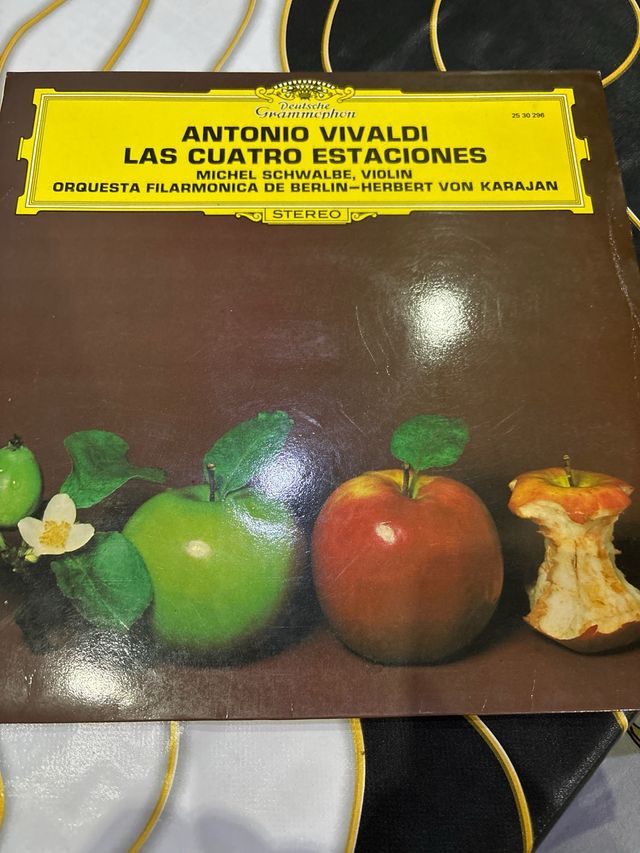 Deutsche
Grammophon
25 30 296
ANTONIO VIVALDI
LAS CUATRO ESTACIONES
MICHEL SCHWALBE, VIOLIN
ORQUESTA FILARMONICA DE BERLIN–HERBERT VON KARAJAN
STEREO